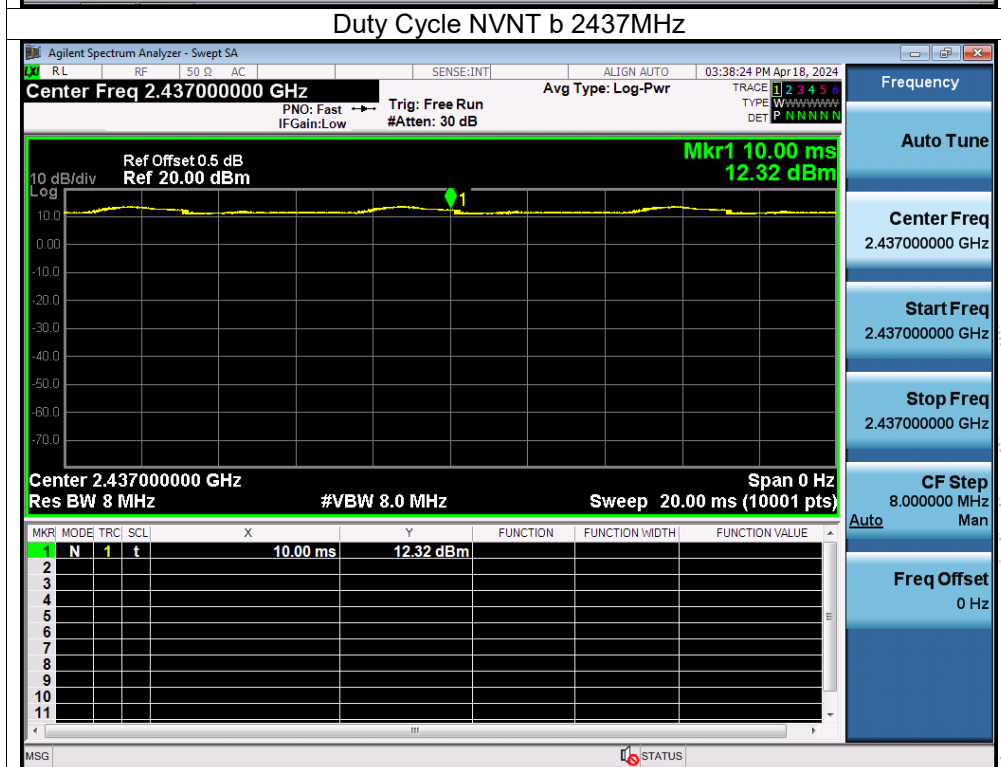 Duty Cycle NVNT b 2437MHz
Agilent Spectrum Analyzer - Swept SA
LXI RL RF 50 Ω AC SENSE:INT ALIGN AUTO 03:38:24 PM Apr 18, 2024
Center Freq 2.437000000 GHz
Avg Type: Log-Pwr
TRACE 1 2 3 4 5 6
PNO: Fast Trig: Free Run
TYPE WWWWWWW
IFGain:Low #Atten: 30 dB
DET P N N N N N
Mkr1 10.00 ms
12.32 dBm
Ref Offset 0.5 dB
10 dB/div Ref 20.00 dBm
Log
1
10.0
0.00
-10.0
-20.0
-30.0
-40.0
-50.0
-60.0
-70.0
Center 2.437000000 GHz Span 0 Hz
Res BW 8 MHz #VBW 8.0 MHz Sweep 20.00 ms (10001 pts)
MKR MODE TRC SCL X Y FUNCTION FUNCTION WIDTH FUNCTION VALUE
1 N 1 t 10.00 ms 12.32 dBm
2
3
4
5
6
7
8
9
10
11
MSG STATUS
Frequency
Auto Tune
Center Freq
2.437000000 GHz
Start Freq
2.437000000 GHz
Stop Freq
2.437000000 GHz
CF Step
8.000000 MHz
Auto Man
Freq Offset
0 Hz